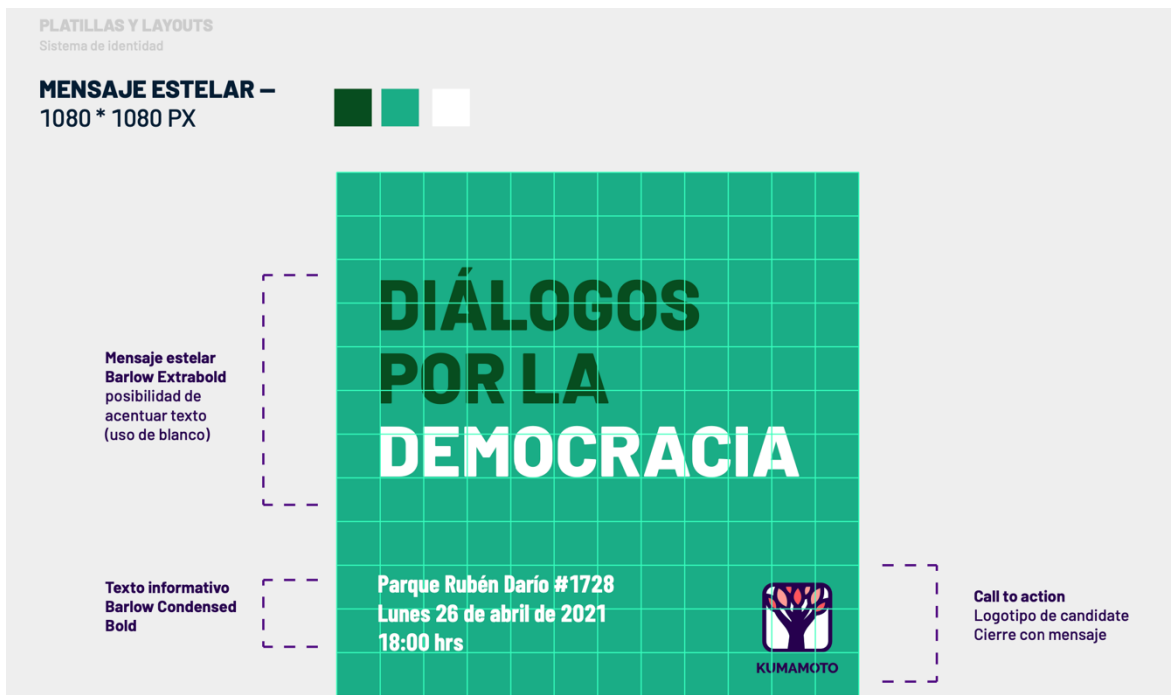 PLATILLAS Y LAYOUTS
Sistema de identidad
MENSAJE ESTELAR –
1080 * 1080 PX
Mensaje estelar
Barlow Extrabold
posibilidad de
acentuar texto
(uso de blanco)
DIÁLOGOS
POR LA
DEMOCRACIA
Texto informativo
Barlow Condensed
Bold
Parque Rubén Darío #1728
Lunes 26 de abril de 2021
18:00 hrs
KUMAMOTO
Call to action
Logotipo de candidate
Cierre con mensaje